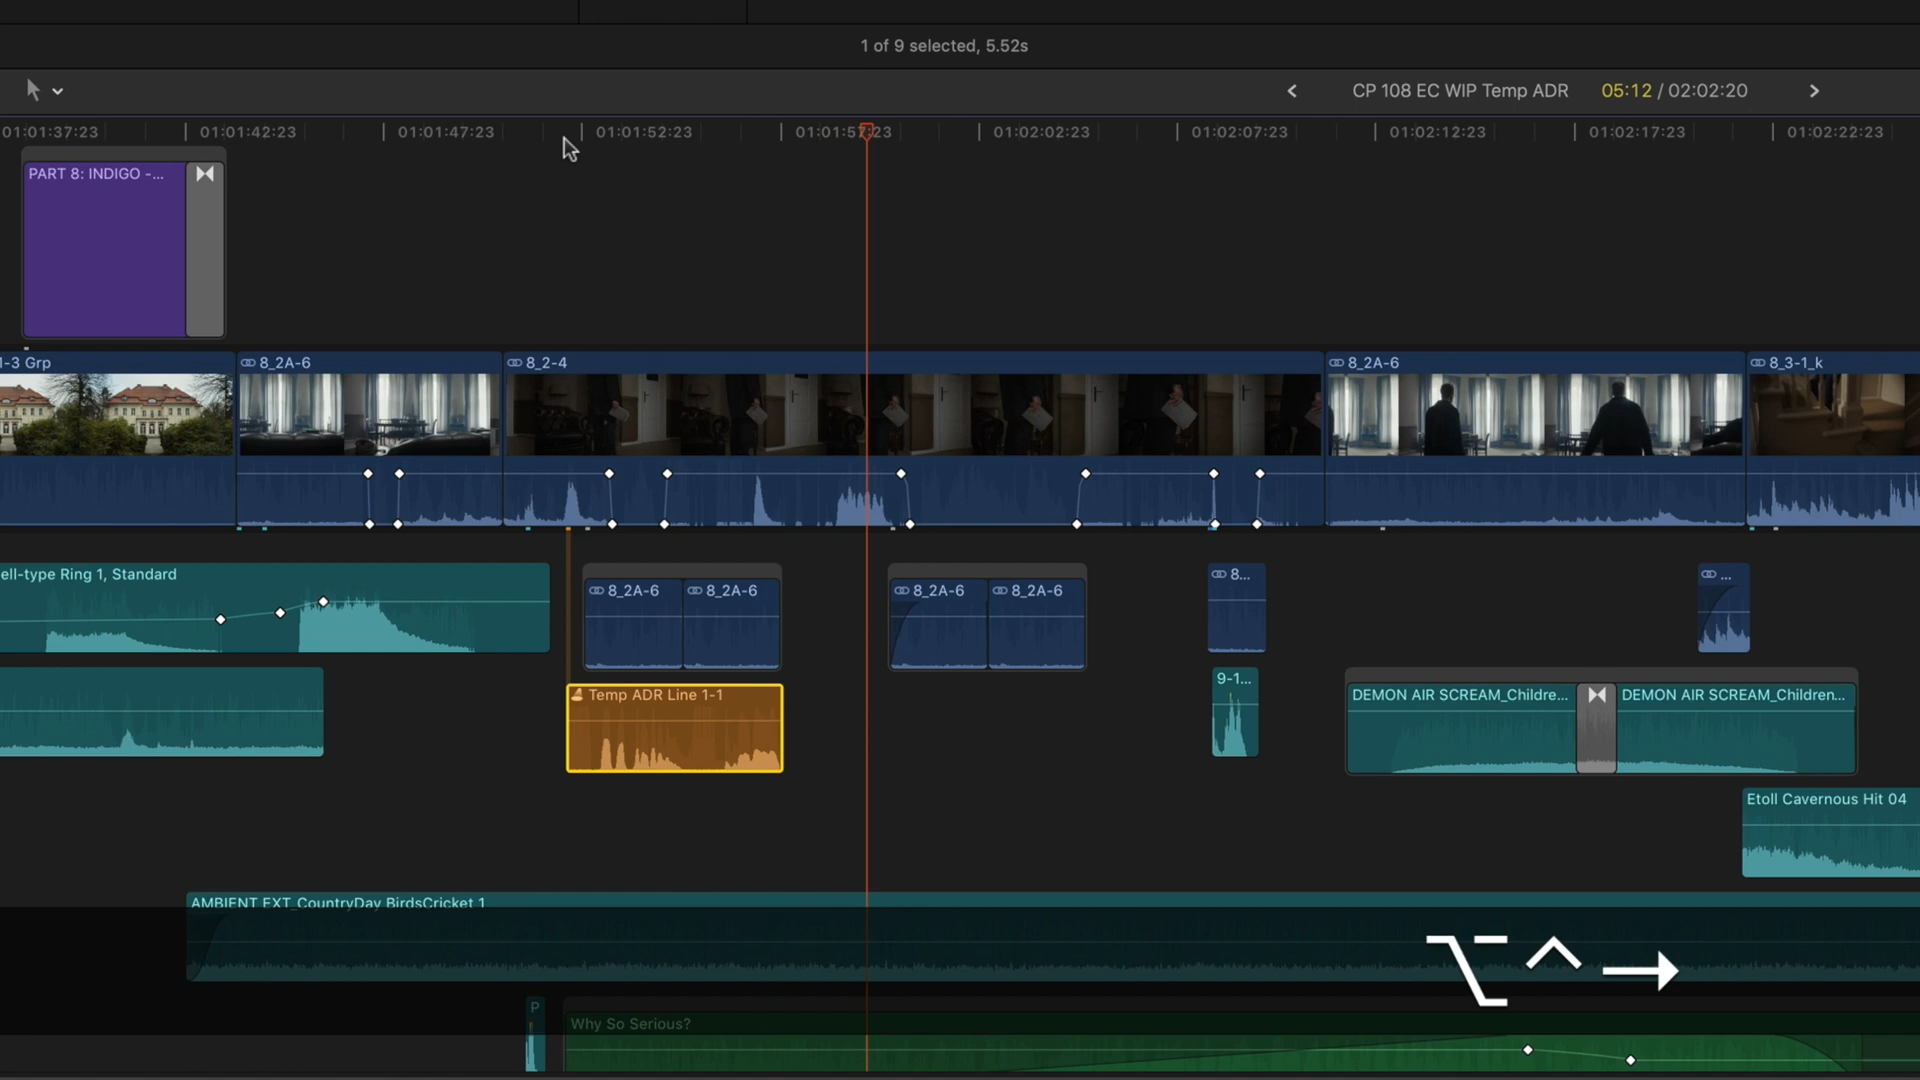 1 of 9 selected, 5.52s
CP 108 EC WIP Temp ADR 05:12 / 02:02:20
01:01:37:23 01:01:42:23 01:01:47:23 01:01:52:23 01:01:57:23 01:02:02:23 01:02:07:23 01:02:12:23 01:02:17:23 01:02:22:23
PART 8: INDIGO -...
1-3 Grp 8_2A-6 8_2-4 8_2A-6 8_3-1_k
ell-type Ring 1, Standard
8_2A-6 8_2A-6 8_2A-6 8_2A-6 8... ...
Temp ADR Line 1-1 9-1... DEMON AIR SCREAM_Childre... DEMON AIR SCREAM_Children...
Etoll Cavernous Hit 04
AMBIENT EXT_CountryDay BirdsCricket 1
⌥ ⌃ →
P
Why So Serious?